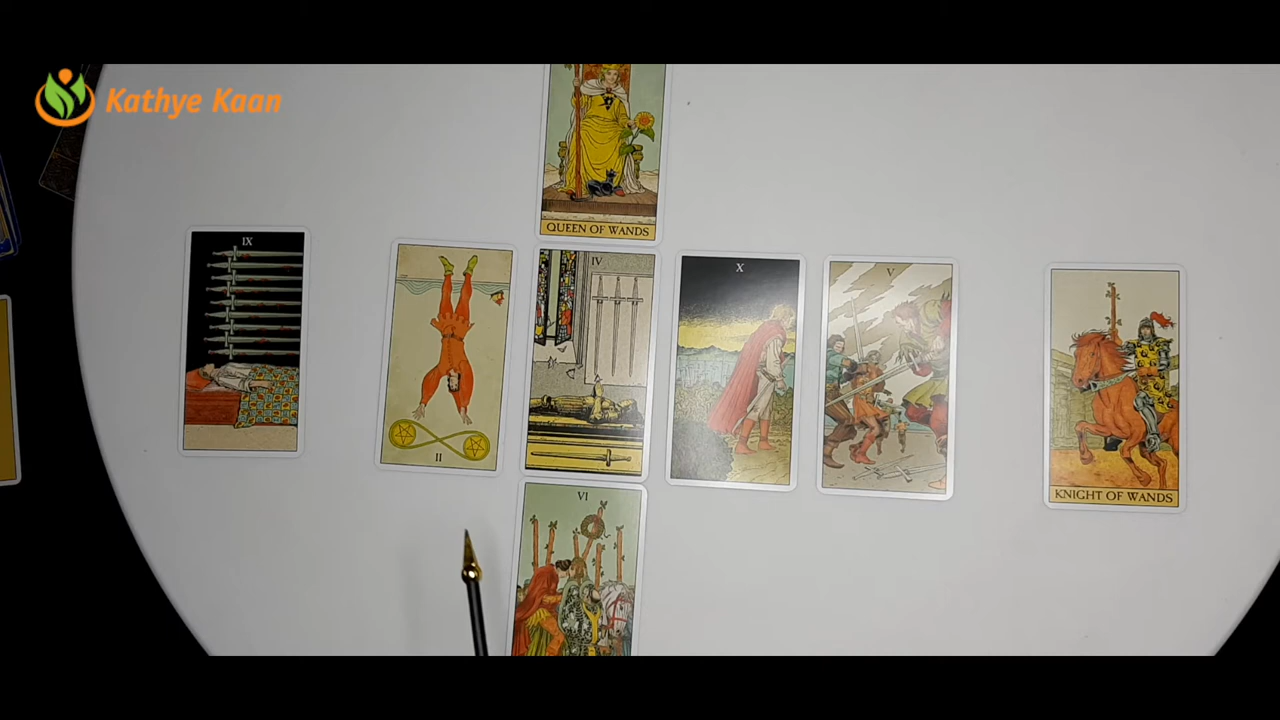 Kathye Kaan
QUEEN OF WANDS
IX
II
IV
X
V
KNIGHT OF WANDS
VI